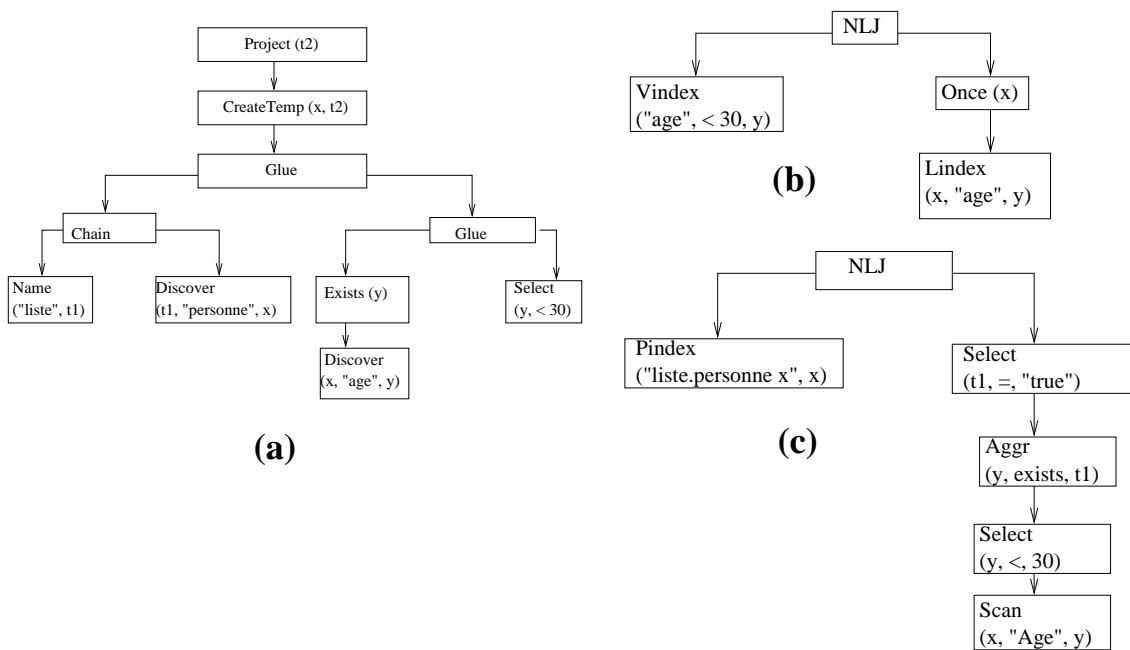 Project (t2)
CreateTemp (x, t2)
Glue
Chain
Glue
Name
("liste", t1)
Discover
(t1, "personne", x)
Exists (y)
Select
(y, < 30)
Discover
(x, "age", y)
(a)
NLJ
Vindex
("age", < 30, y)
Once (x)
Lindex
(x, "age", y)
(b)
NLJ
Pindex
("liste.personne x", x)
Select
(t1, =, "true")
Aggr
(y, exists, t1)
Select
(y, <, 30)
Scan
(x, "Age", y)
(c)